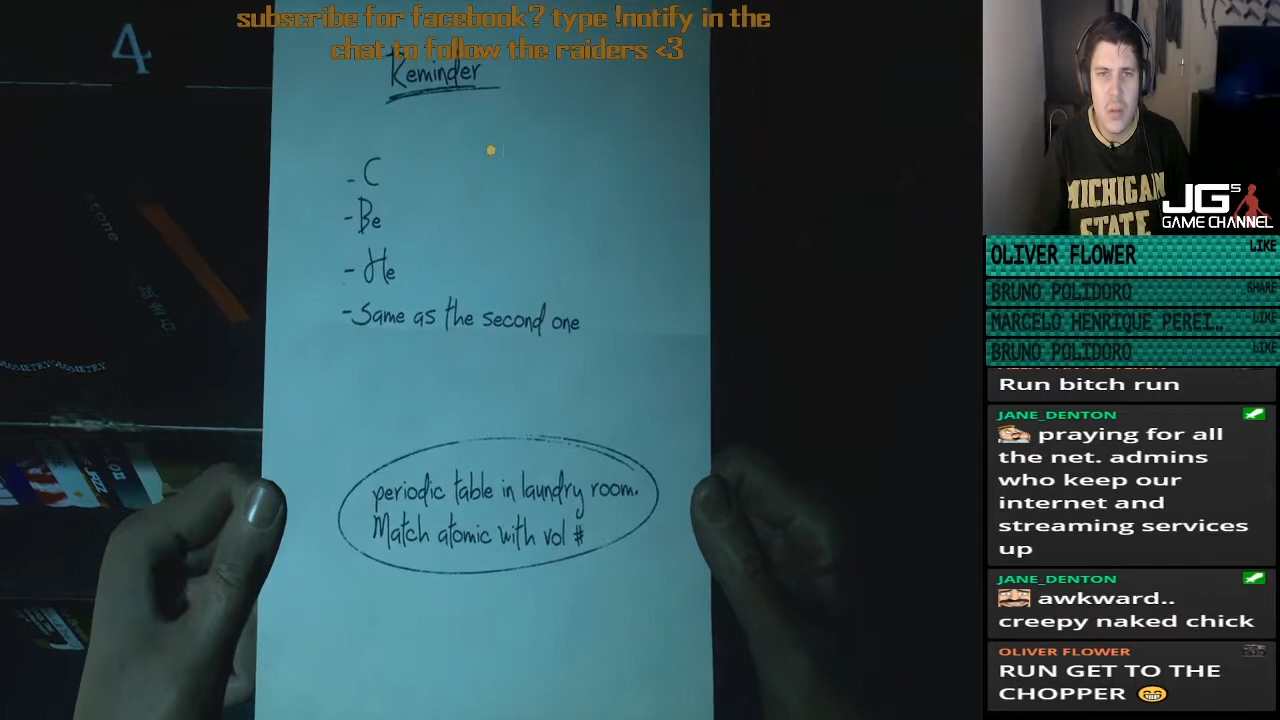 subscribe for facebook? type !notify in the
chat to follow the raiders <3
4
Reminder
- C
- Be
- He
- Same as the second one
periodic table in laundry room.
Match atomic with vol #
JAZZ
MICHIGAN
STATE
JG5
GAME CHANNEL
OLIVER FLOWER LIKE
BRUNO POLIDORO SHARE
MARCELO HENRIQUE PEREI... LIKE
BRUNO POLIDORO LIKE
Run bitch run
JANE_DENTON
praying for all
the net. admins
who keep our
internet and
streaming services
up
JANE_DENTON
awkward..
creepy naked chick
OLIVER FLOWER
RUN GET TO THE
CHOPPER